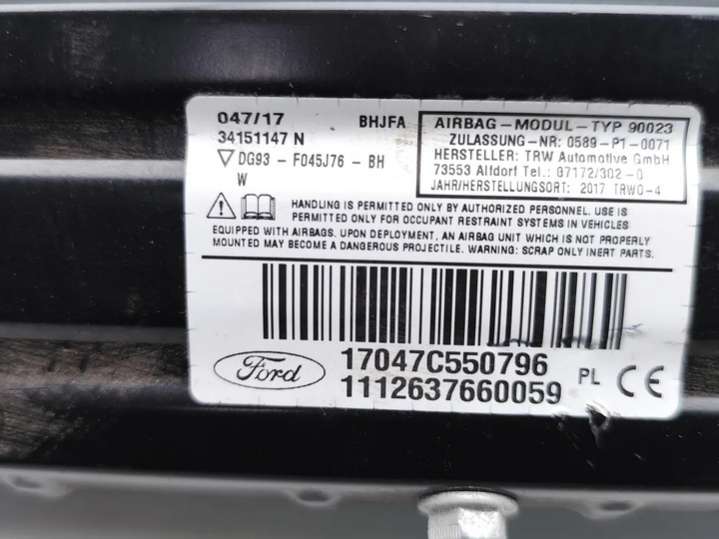 047/17 BHJFA
34151147 N
DG93 - F045J76 - BH
W
AIRBAG-MODUL-TYP 90023
ZULASSUNG-NR: 0589-P1-0071
HERSTELLER: TRW Automotive GmbH
73553 Alfdorf Tel.: 07172/302-0
JAHR/HERSTELLUNGSORT: 2017 TRWO-4
HANDLING IS PERMITTED ONLY BY AUTHORIZED PERSONNEL. USE IS
PERMITTED ONLY FOR OCCUPANT RESTRAINT SYSTEMS IN VEHICLES
EQUIPPED WITH AIRBAGS. UPON DEPLOYMENT, AN AIRBAG UNIT WHICH IS NOT PROPERLY
MOUNTED MAY BECOME A DANGEROUS PROJECTILE. WARNING: SCRAP ONLY INERT PARTS.
Ford
17047C550796
1112637660059
PL CE